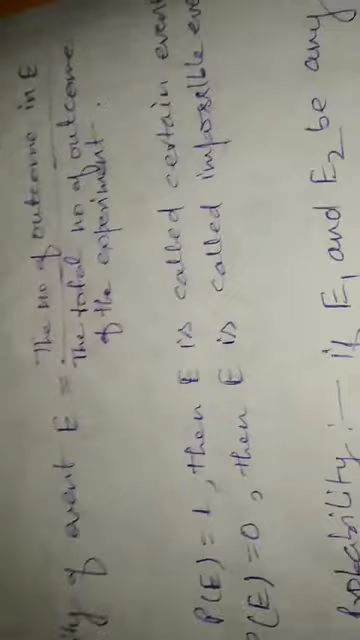 The no of outcome in E
of event E = The total no of outcome
of the experiment.
P(E) = 1, then E is called certain event
P(E) = 0, then E is called impossible
Probability :- if E1 and E2 be any